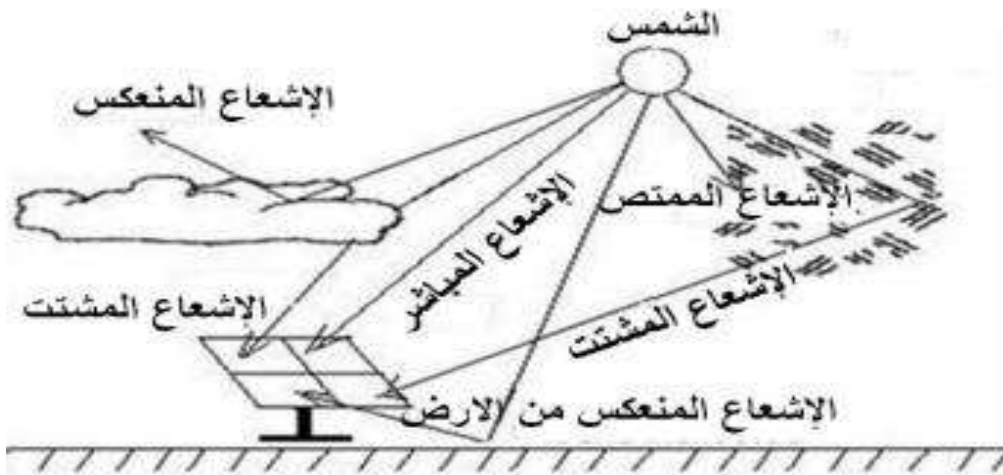 الشمس
الإشعاع المنعكس
الإشعاع الممتص
الإشعاع المباشر
الإشعاع المشتت
الإشعاع المشتت
الإشعاع المنعكس من الارض